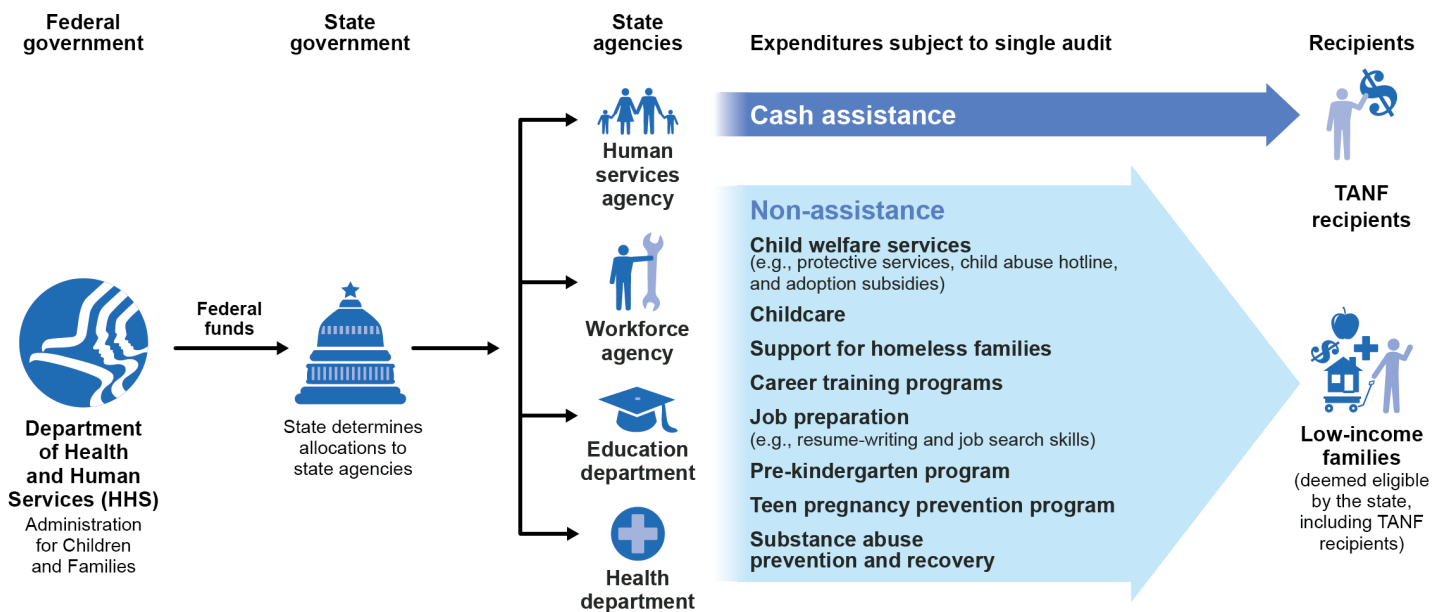 Federal
government
State
government
State
agencies
Expenditures subject to single audit
Recipients
Department
of Health
and Human
Services (HHS)
Administration
for Children
and Families
Federal
funds
State determines
allocations to
state agencies
Human
services
agency
Workforce
agency
Education
department
Health
department
Cash assistance
Non-assistance
Child welfare services
(e.g., protective services, child abuse hotline,
and adoption subsidies)
Childcare
Support for homeless families
Career training programs
Job preparation
(e.g., resume-writing and job search skills)
Pre-kindergarten program
Teen pregnancy prevention program
Substance abuse
prevention and recovery
$
TANF
recipients
$
Low-income
families
(deemed eligible
by the state,
including TANF
recipients)